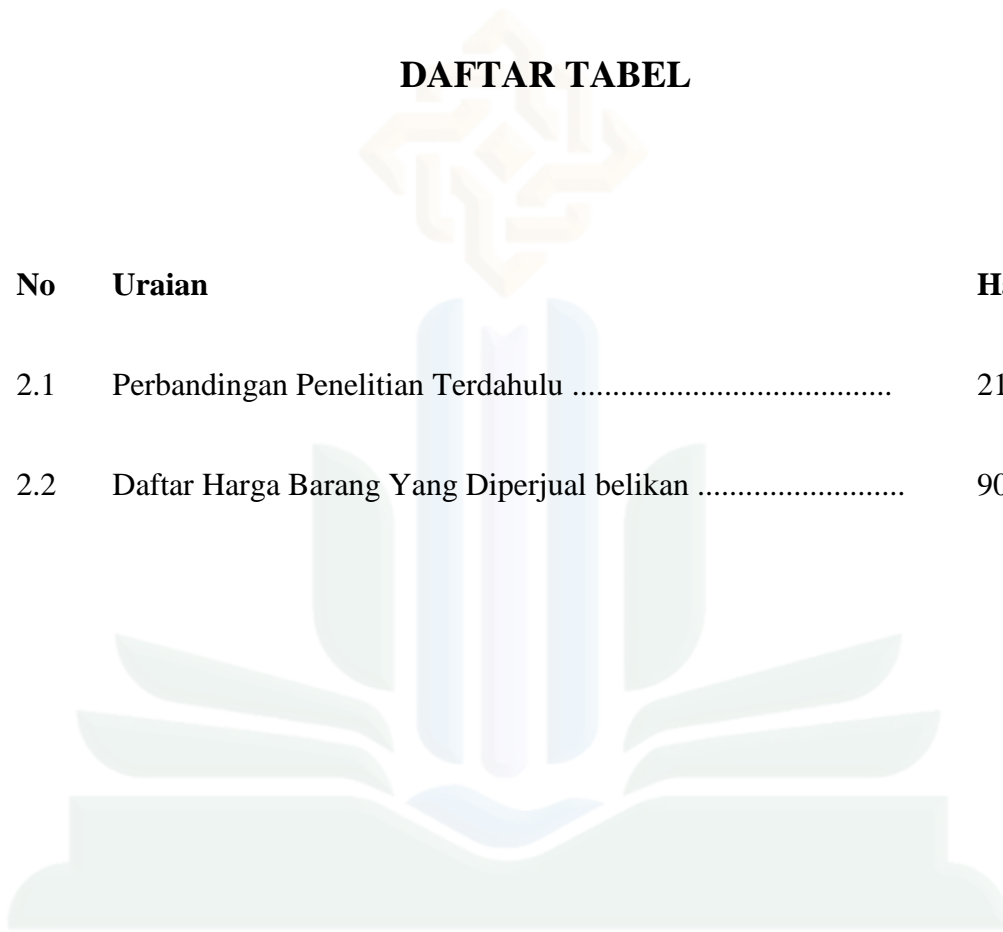 DAFTAR TABEL
No Uraian
2.1 Perbandingan Penelitian Terdahulu ........................................ 21
2.2 Daftar Harga Barang Yang Diperjual belikan .......................... 90